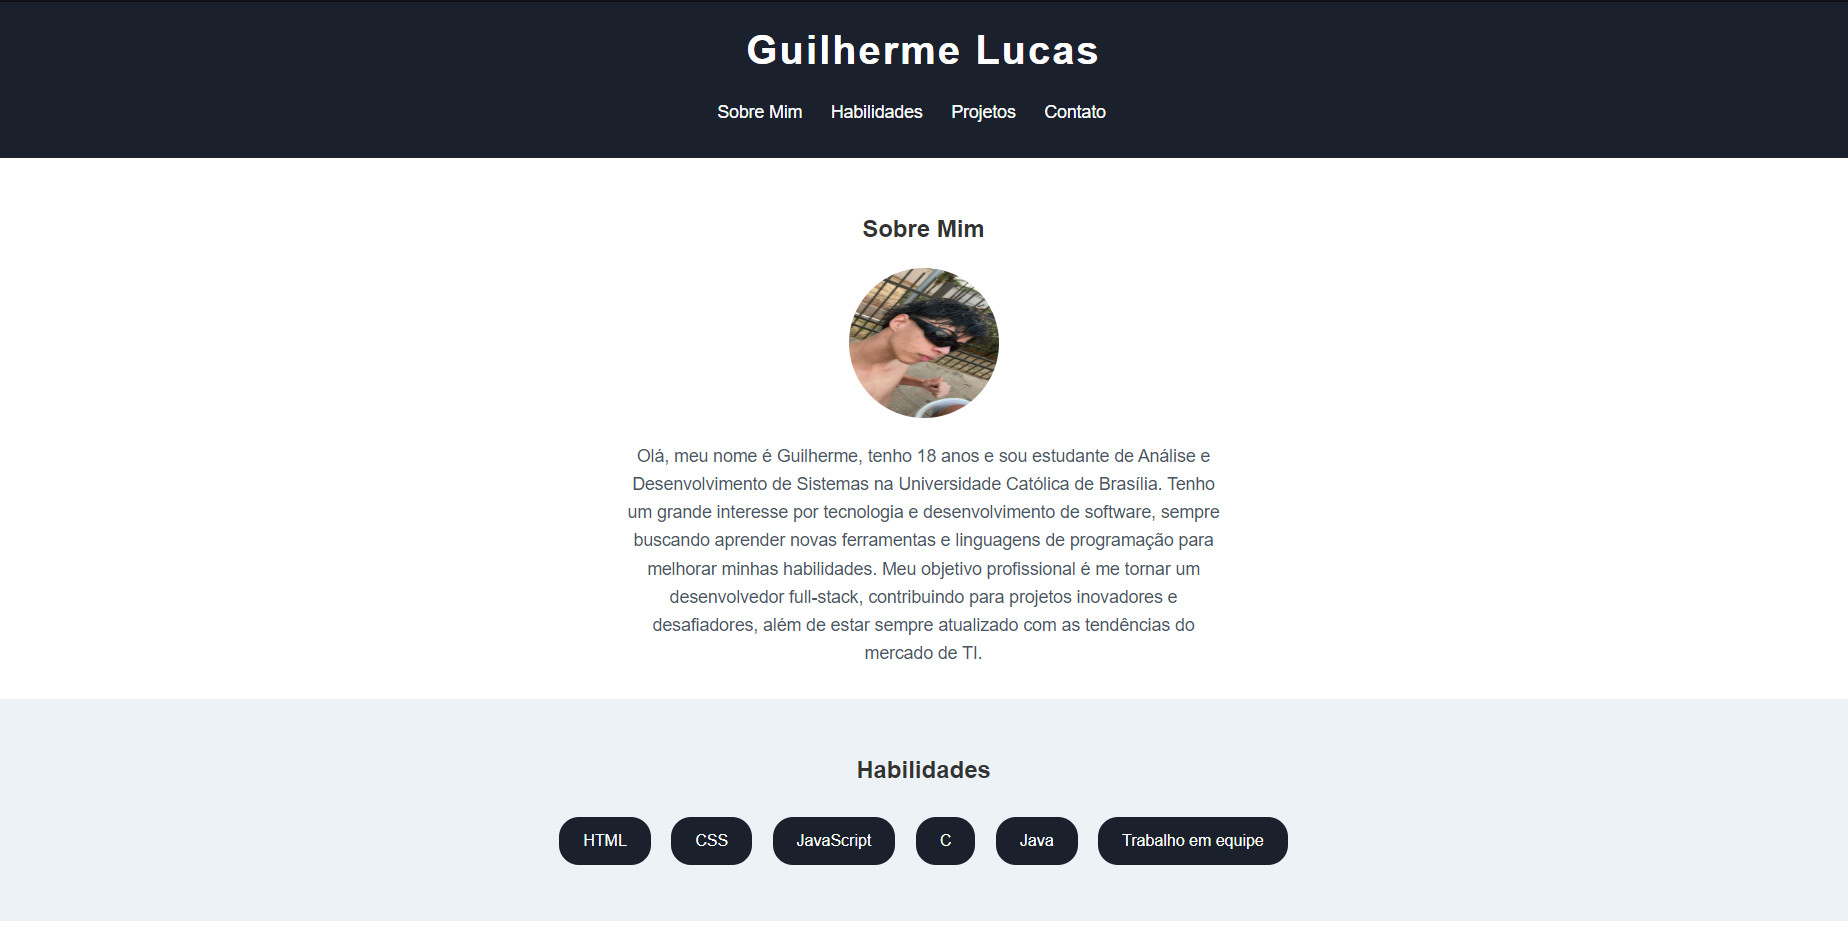 Guilherme Lucas
Sobre Mim Habilidades Projetos Contato
Sobre Mim
Olá, meu nome é Guilherme, tenho 18 anos e sou estudante de Análise e
Desenvolvimento de Sistemas na Universidade Católica de Brasília. Tenho
um grande interesse por tecnologia e desenvolvimento de software, sempre
buscando aprender novas ferramentas e linguagens de programação para
melhorar minhas habilidades. Meu objetivo profissional é me tornar um
desenvolvedor full-stack, contribuindo para projetos inovadores e
desafiadores, além de estar sempre atualizado com as tendências do
mercado de TI.
Habilidades
HTML CSS JavaScript C Java Trabalho em equipe